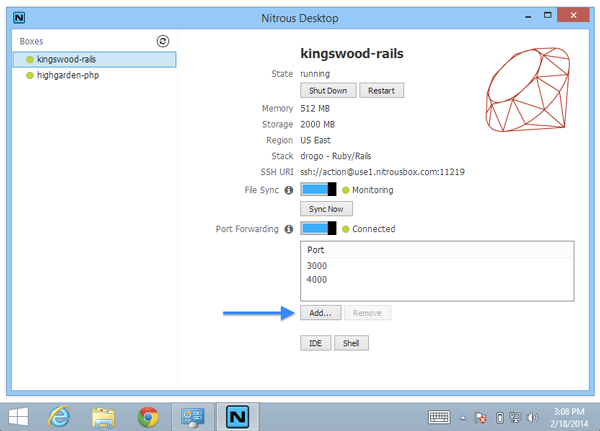 N Nitrous Desktop
Boxes
kingswood-rails
highgarden-php
kingswood-rails
State running
Shut Down Restart
Memory 512 MB
Storage 2000 MB
Region US East
Stack drogo - Ruby/Rails
SSH URI ssh://action@use1.nitrousbox.com:11219
File Sync Monitoring
Sync Now
Port Forwarding Connected
Port
3000
4000
Add... Remove
IDE Shell
N
3:08 PM
2/18/2014